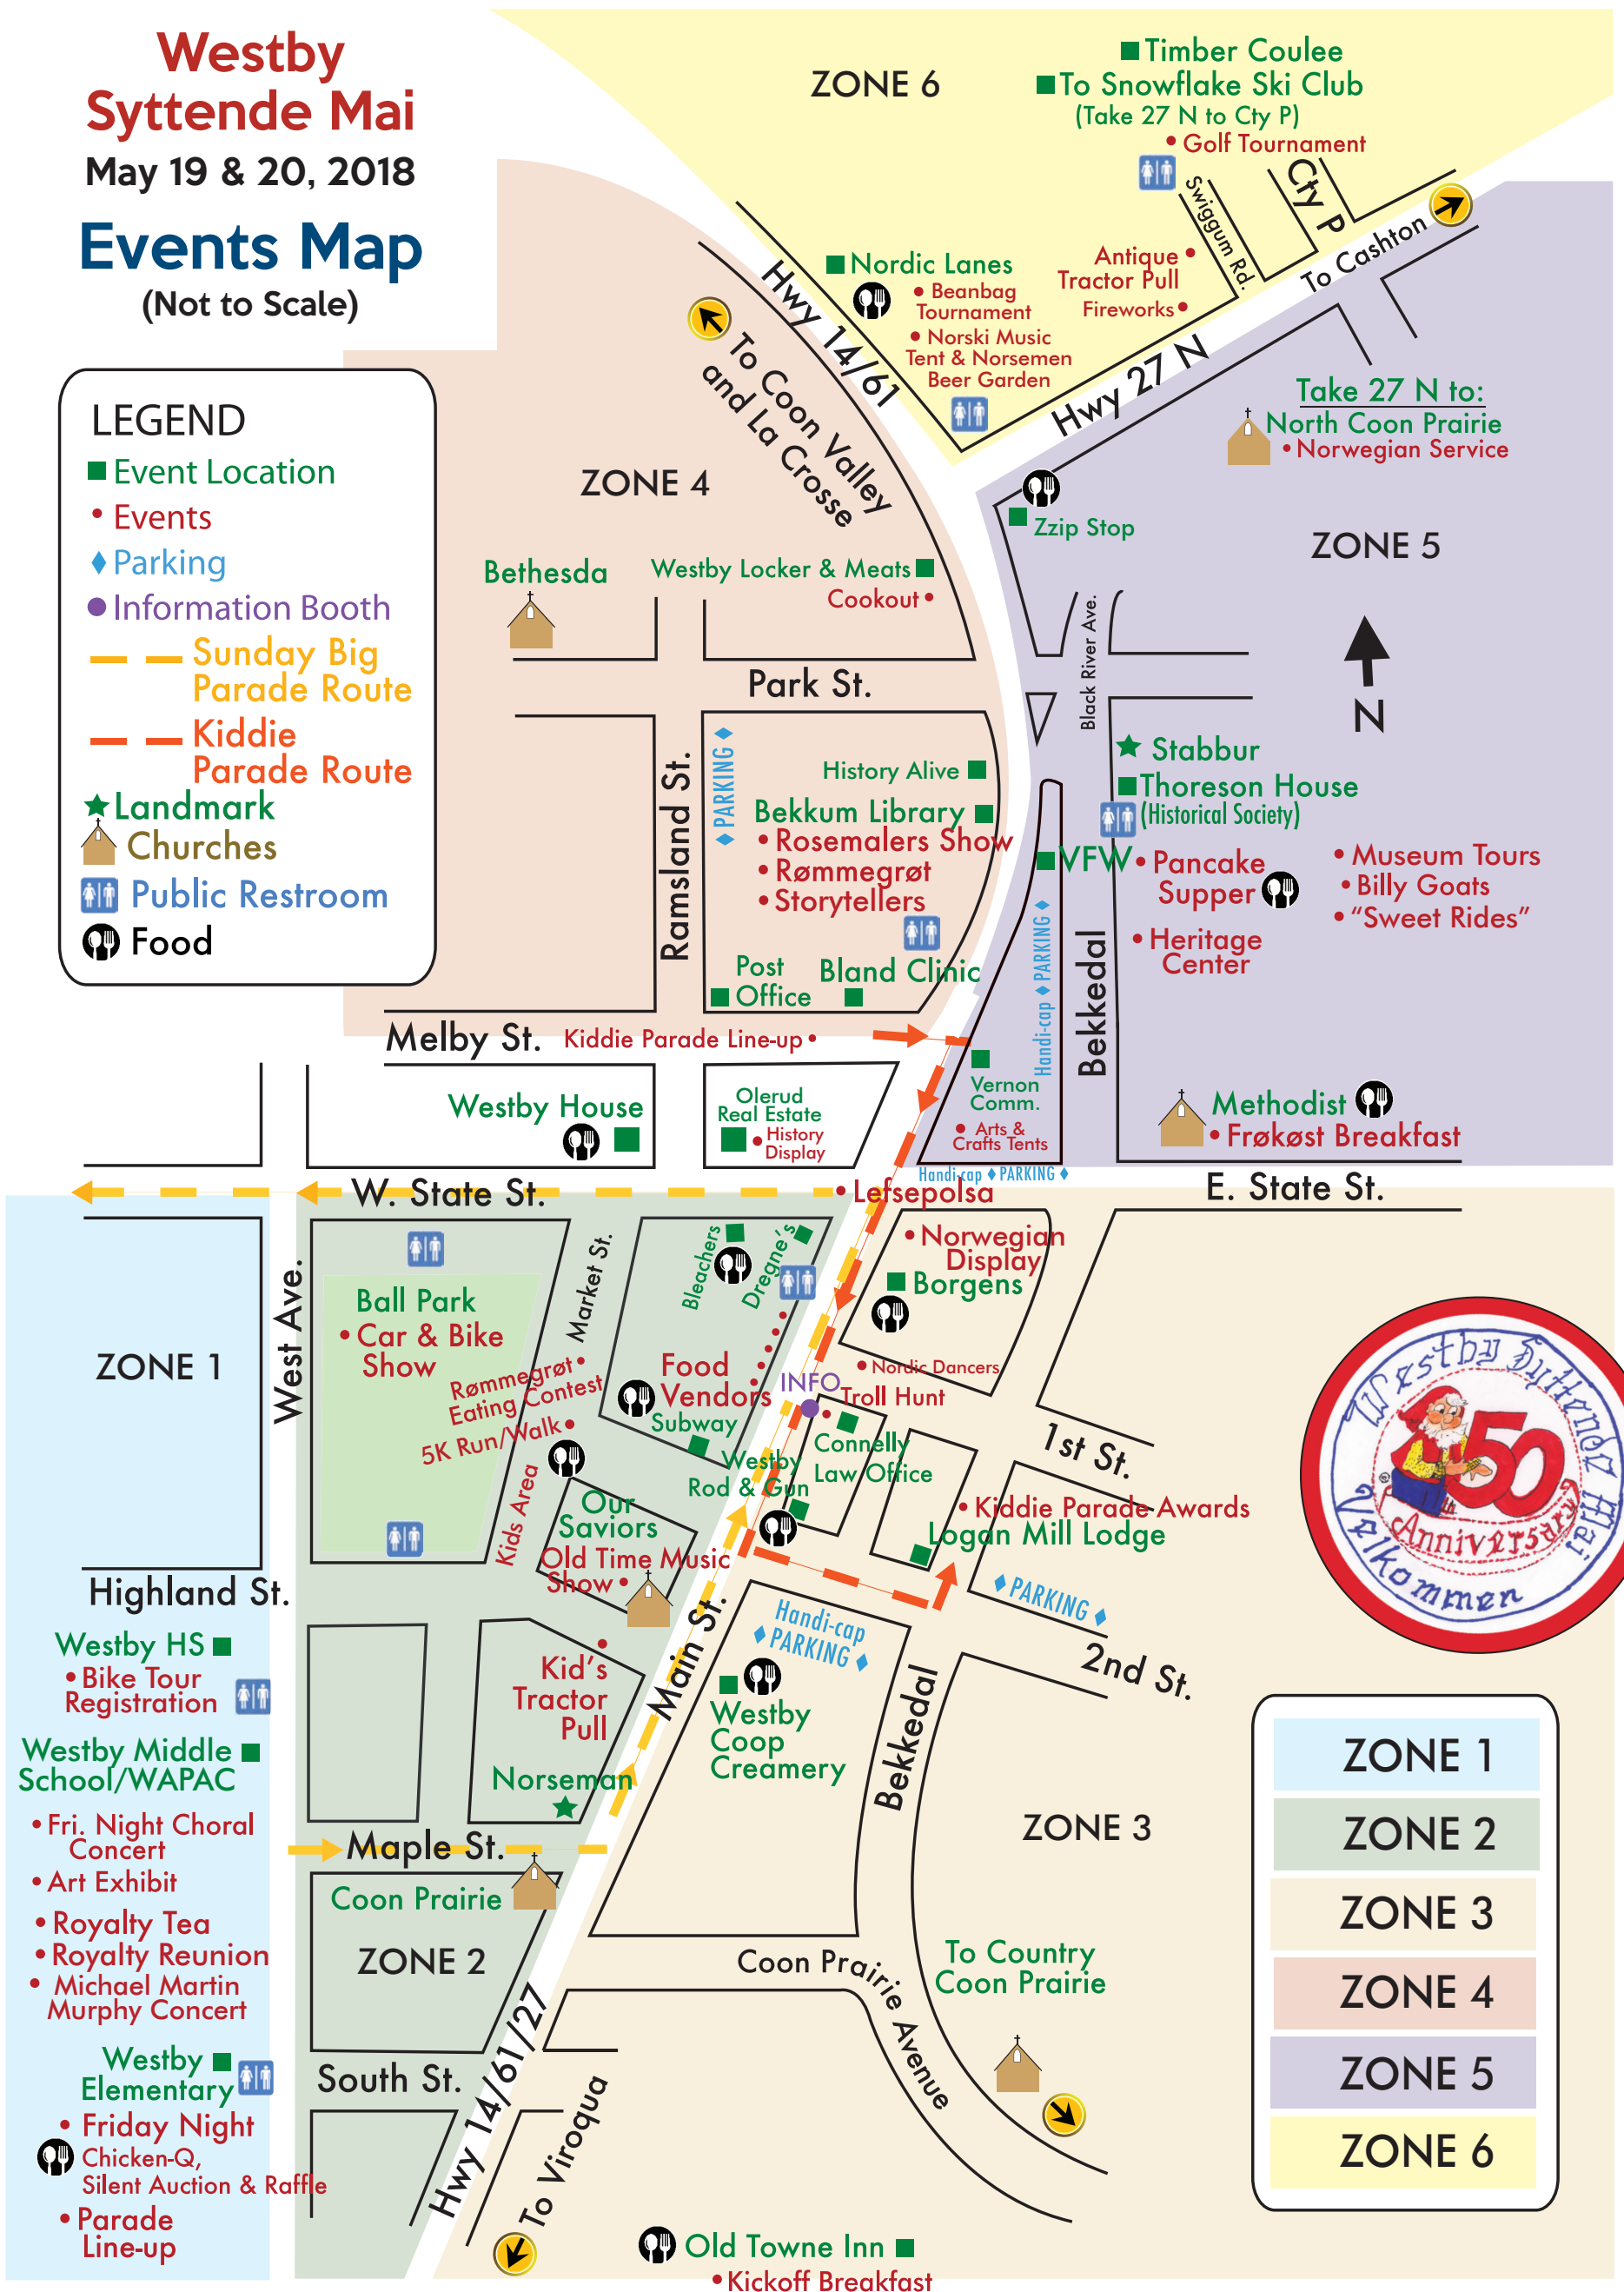 Westby
Syttende Mai
May 19 & 20, 2018
Events Map
(Not to Scale)
LEGEND
Event Location
Events
Parking
Information Booth
Sunday Big
Parade Route
Kiddie
Parade Route
Landmark
Churches
Public Restroom
Food
ZONE 6
Timber Coulee
To Snowflake Ski Club
(Take 27 N to Cty P)
Golf Tournament
Swiggum Rd.
Cty P
To Cashton
Antique
Tractor Pull
Fireworks
Nordic Lanes
Beanbag
Tournament
Norski Music
Tent & Norsemen
Beer Garden
Hwy 14/61
Hwy 27 N
To Coon Valley
and La Crosse
ZONE 4
Bethesda
Westby Locker & Meats
Cookout
Park St.
Take 27 N to:
North Coon Prairie
Norwegian Service
Zzip Stop
ZONE 5
Black River Ave.
N
Ramsland St.
PARKING
History Alive
Bekkum Library
Rosemalers Show
Rømmegrøt
Storytellers
Post
Office
Bland Clinic
Stabbur
Thoreson House
(Historical Society)
VFW
Pancake
Supper
Heritage
Center
Museum Tours
Billy Goats
“Sweet Rides”
Handi-cap PARKING
Bekkedal
Melby St.
Kiddie Parade Line-up
Westby House
Olerud
Real Estate
History
Display
Vernon
Comm.
Arts &
Crafts Tents
Handi-cap PARKING
Methodist
Frøkøst Breakfast
W. State St.
Lefsepolsa
E. State St.
ZONE 1
West Ave.
Ball Park
Car & Bike
Show
Market St.
Bleachers
Dregne's
Food
Vendors
Subway
Rømmegrøt
Eating Contest
5K Run/Walk
Kids Area
Norwegian
Display
Borgens
Nordic Dancers
INFO
Troll Hunt
Connelly
Law Office
Westby
Rod & Gun
1st St.
Kiddie Parade Awards
Logan Mill Lodge
PARKING
2nd St.
Our
Saviors
Old Time Music
Show
Highland St.
Main St.
Handi-cap
PARKING
Westby Syttende Mai
50
th
Anniversary
Velkommen
Westby HS
Bike Tour
Registration
Westby Middle
School/WAPAC
Fri. Night Choral
Concert
Art Exhibit
Royalty Tea
Royalty Reunion
Michael Martin
Murphy Concert
Westby
Elementary
Friday Night
Chicken-Q,
Silent Auction & Raffle
Parade
Line-up
Kid's
Tractor
Pull
Norseman
Westby
Coop
Creamery
Bekkedal
ZONE 3
Maple St.
Coon Prairie
ZONE 2
Coon Prairie Avenue
To Country
Coon Prairie
South St.
Hwy 14/61/27
To Viroqua
Old Towne Inn
Kickoff Breakfast
ZONE 1
ZONE 2
ZONE 3
ZONE 4
ZONE 5
ZONE 6